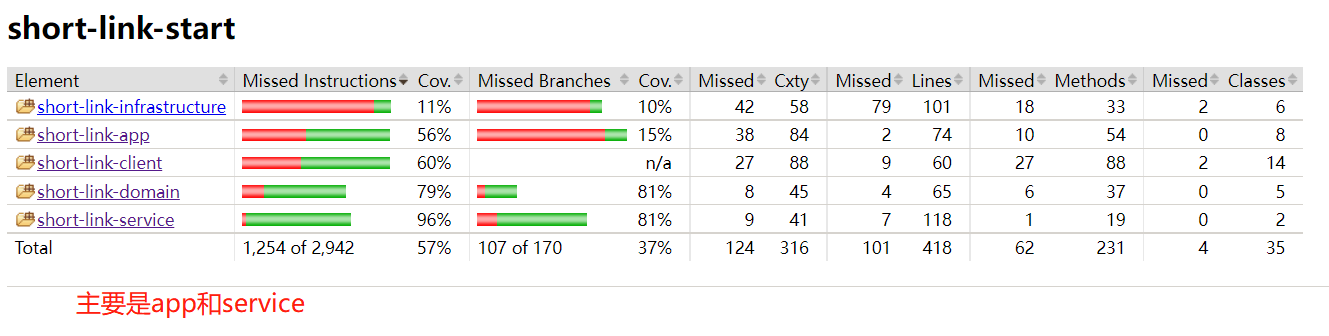 short-link-start
Element Missed Instructions Cov. Missed Branches Cov. Missed Cxty Missed Lines Missed Methods Missed Classes
short-link-infrastructure 11% 10% 42 58 79 101 18 33 2 6
short-link-app 56% 15% 38 84 2 74 10 54 0 8
short-link-client 60% n/a 27 88 9 60 27 88 2 14
short-link-domain 79% 81% 8 45 4 65 6 37 0 5
short-link-service 96% 81% 9 41 7 118 1 19 0 2
Total 1,254 of 2,942 57% 107 of 170 37% 124 316 101 418 62 231 4 35
主要是app和service